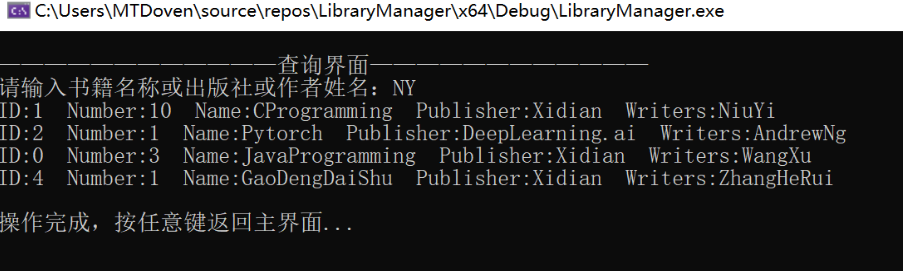 C:\Users\MTDoven\source\repos\LibraryManager\x64\Debug\LibraryManager.exe
————————————查询界面————————————
请输入书籍名称或出版社或作者姓名：NY
ID:1  Number:10  Name:CProgramming  Publisher:Xidian  Writers:NiuYi
ID:2  Number:1  Name:Pytorch  Publisher:DeepLearning.ai  Writers:AndrewNg
ID:0  Number:3  Name:JavaProgramming  Publisher:Xidian  Writers:WangXu
ID:4  Number:1  Name:GaoDengDaiShu  Publisher:Xidian  Writers:ZhangHeRui
操作完成，按任意键返回主界面...